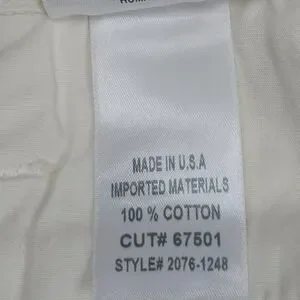 MADE IN U.S.A
IMPORTED MATERIALS
100 % COTTON
CUT# 67501
STYLE# 2076-1248